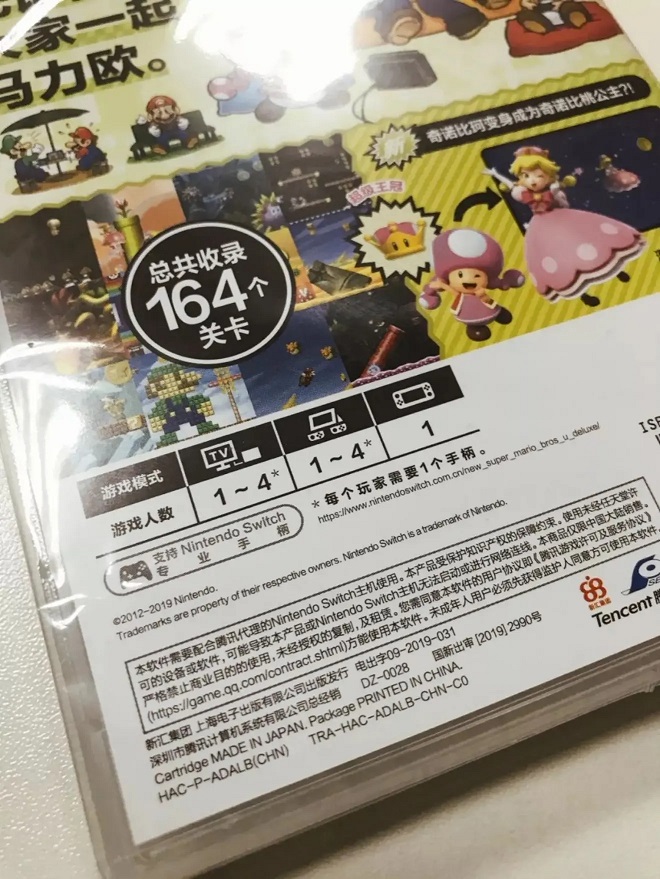 大家一起
马力欧。
新
奇诺比珂变身成为奇诺比桃公主?!
超级王冠
总共收录
164个
关卡
游戏模式
TV
游戏人数
1~4*
1~4*
1
* 每个玩家需要1个手柄。
https://www.nintendoswitch.com.cn/new_super_mario_bros_u_deluxe/
支持 Nintendo Switch
专业手柄
©2012-2019 Nintendo.
Trademarks are property of their respective owners. Nintendo Switch is a trademark of Nintendo.
本软件需要配合腾讯代理的Nintendo Switch主机使用。本产品受保护知识产权的保障约束。使用未经任天堂许
可的设备或软件,可能导致本产品或Nintendo Switch主机无法启动或进行网络连线。本商品仅限中国大陆销售。
严格禁止商业目的的使用,未经授权的复制,及租赁。您需同意本软件的用户协议即《腾讯游戏许可及服务协议》
(https://game.qq.com/contract.shtml)方能使用本软件。未成年人用户必须先获得监护人同意方可使用本软件。
新汇集团 上海电子出版有限公司出版发行 电出字09-2019-031
深圳市腾讯计算机系统有限公司总经销 DZ-0028 国新出审 [2019] 2990号
Cartridge MADE IN JAPAN. Package PRINTED IN CHINA.
HAC-P-ADALB(CHN) TRA-HAC-ADALB-CHN-C0
新汇集团
Tencent 腾